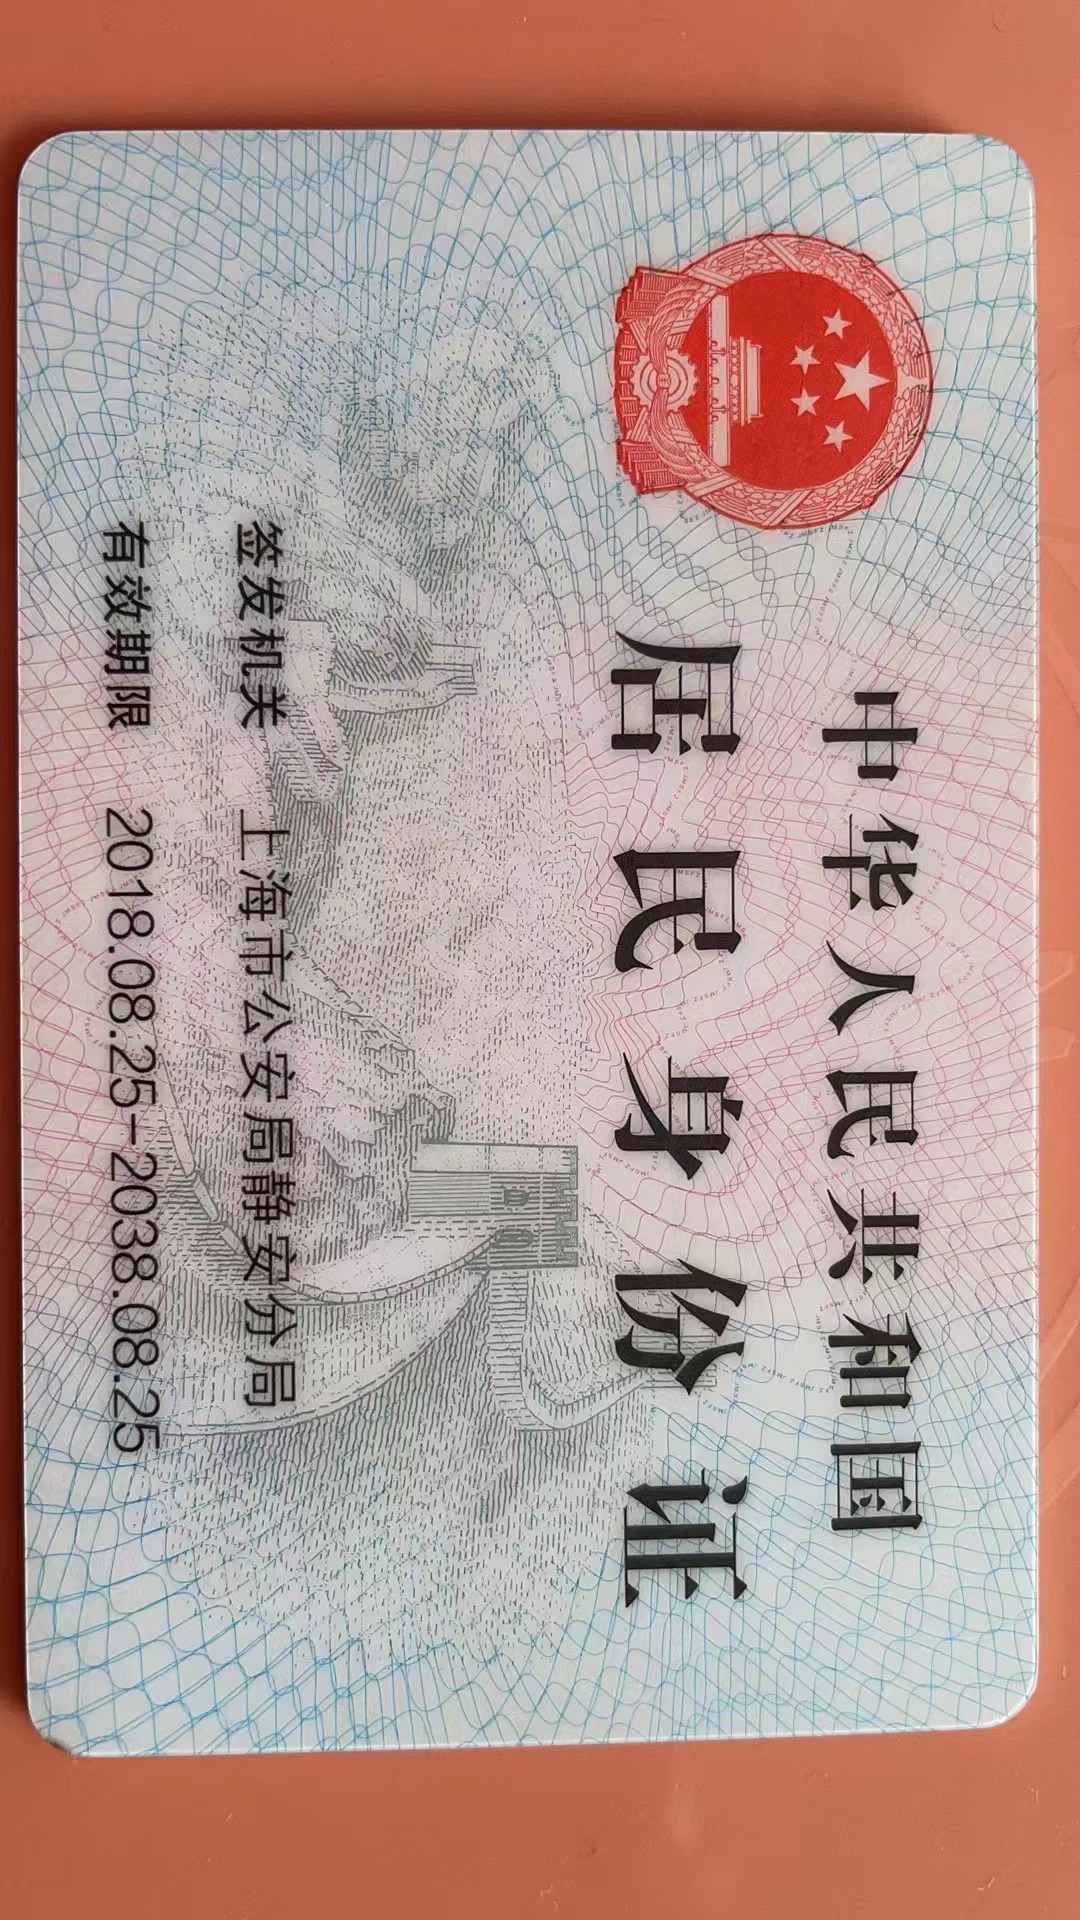 中华人民共和国
居民身份证
签发机关 上海市公安局静安分局
有效期限 2018.08.25-2038.08.25